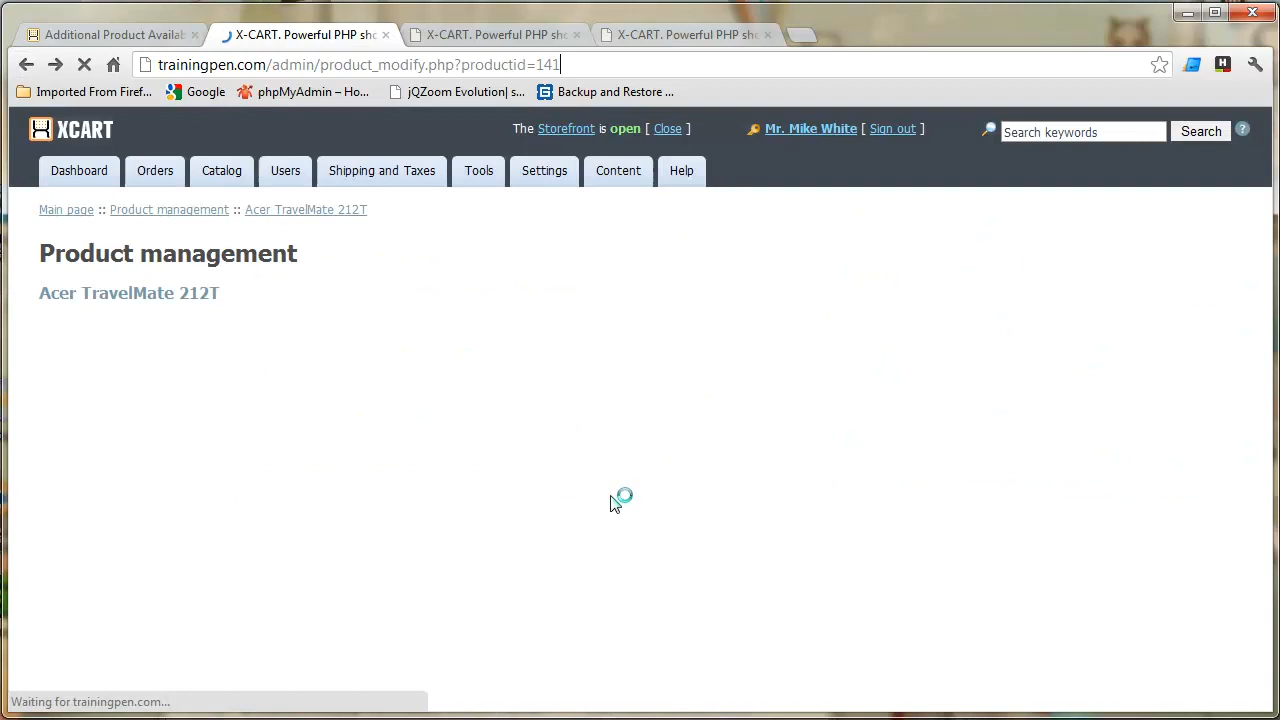 Additional Product Availab
X-CART. Powerful PHP sho
X-CART. Powerful PHP sho
X-CART. Powerful PHP sho
trainingpen.com/admin/product_modify.php?productid=141
Imported From Firef...
Google
phpMyAdmin – Ho...
jQZoom Evolution| s...
Backup and Restore ...
XCART
The Storefront is open [ Close ]
Mr. Mike White [ Sign out ]
Search keywords
Search
?
Dashboard
Orders
Catalog
Users
Shipping and Taxes
Tools
Settings
Content
Help
Main page :: Product management :: Acer TravelMate 212T
Product management
Acer TravelMate 212T
Waiting for trainingpen.com...